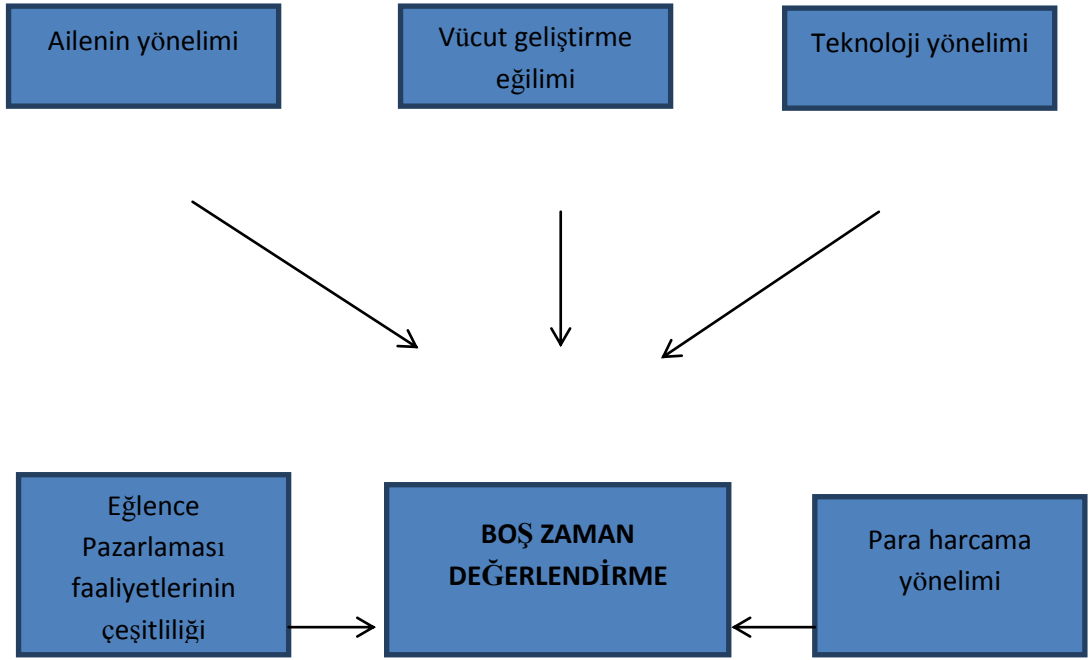 Ailenin yönelimi
Vücut geliştirme
eğilimi
Teknoloji yönelimi
Eğlence
Pazarlaması
faaliyetlerinin
çeşitliliği
BOŞ ZAMAN
DEĞERLENDİRME
Para harcama
yönelimi